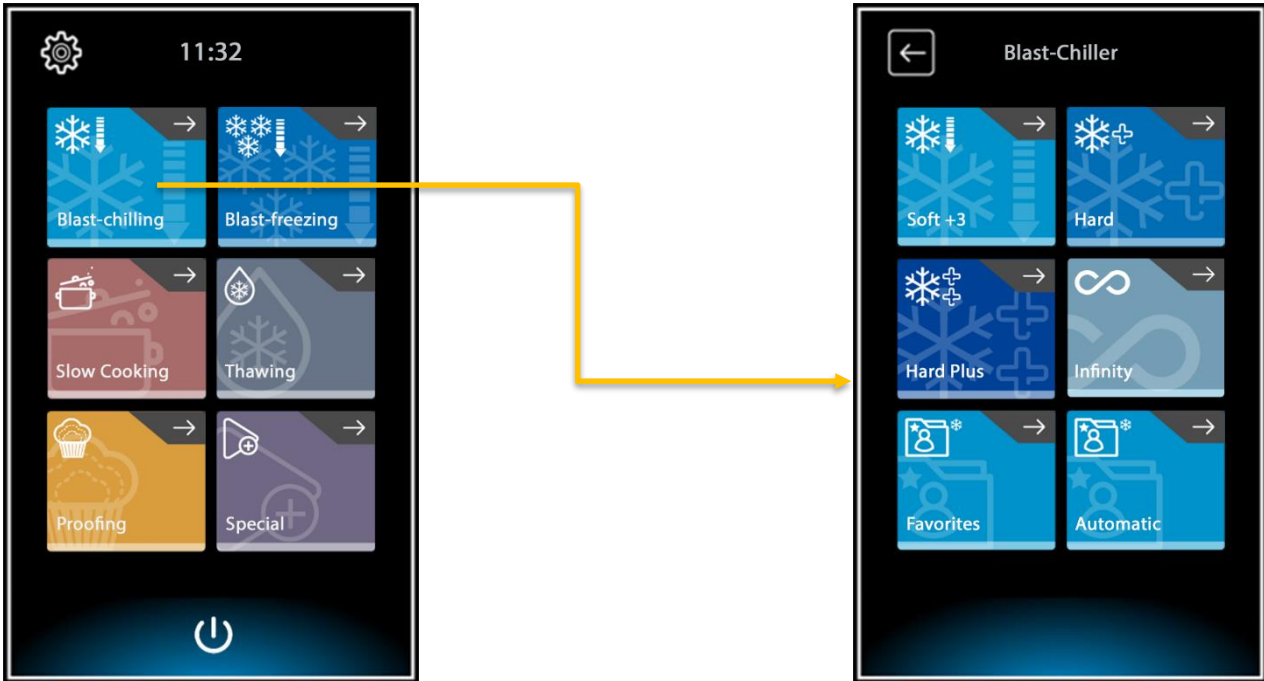 11:32
Blast-chilling
Blast-freezing
Slow Cooking
Thawing
Proofing
Special
Blast-Chiller
Soft +3
Hard
Hard Plus
Infinity
Favorites
Automatic